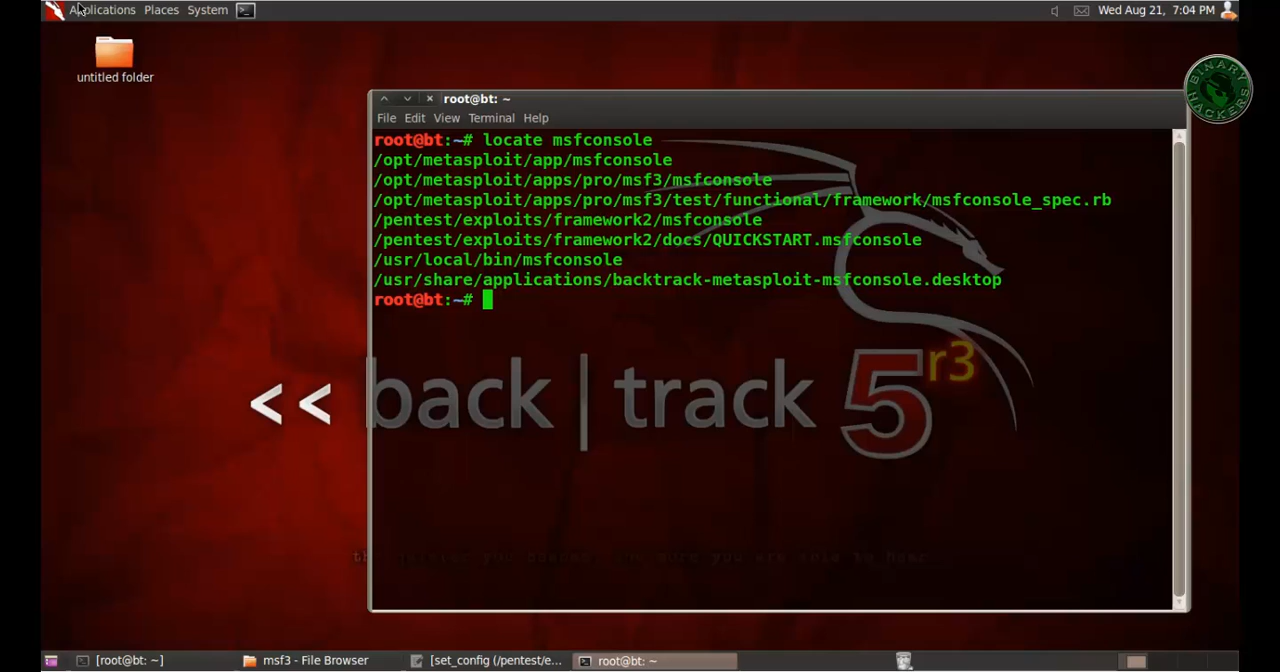 Applications Places System
Wed Aug 21, 7:04 PM
untitled folder
BINARY HACKERS
root@bt: ~
File Edit View Terminal Help
root@bt:~# locate msfconsole
/opt/metasploit/app/msfconsole
/opt/metasploit/apps/pro/msf3/msfconsole
/opt/metasploit/apps/pro/msf3/test/functional/framework/msfconsole_spec.rb
/pentest/exploits/framework2/msfconsole
/pentest/exploits/framework2/docs/QUICKSTART.msfconsole
/usr/local/bin/msfconsole
/usr/share/applications/backtrack-metasploit-msfconsole.desktop
root@bt:~#
<< back | track 5 r3
[root@bt: ~] msf3 - File Browser [set_config (/pentest/e... root@bt: ~